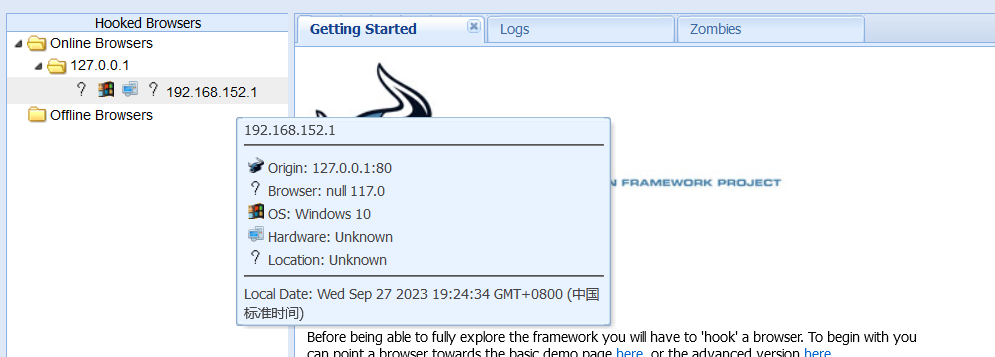 Hooked Browsers
Online Browsers
127.0.0.1
? ? 192.168.152.1
Offline Browsers
Getting Started
Logs
Zombies
192.168.152.1
Origin: 127.0.0.1:80
? Browser: null 117.0
OS: Windows 10
Hardware: Unknown
? Location: Unknown
Local Date: Wed Sep 27 2023 19:24:34 GMT+0800 (中国
标准时间)
FRAMEWORK PROJECT
Before being able to fully explore the framework you will have to 'hook' a browser. To begin with you
can point a browser towards the basic demo page here, or the advanced version here